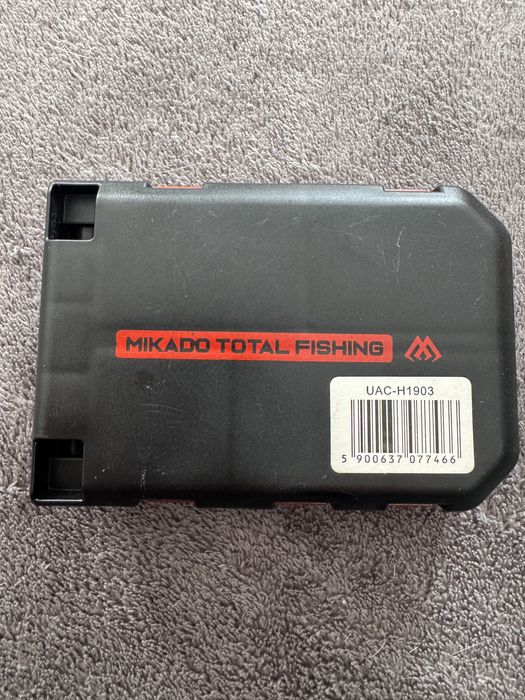 MIKADO TOTAL FISHING
UAC-H1903
5 900637 077466